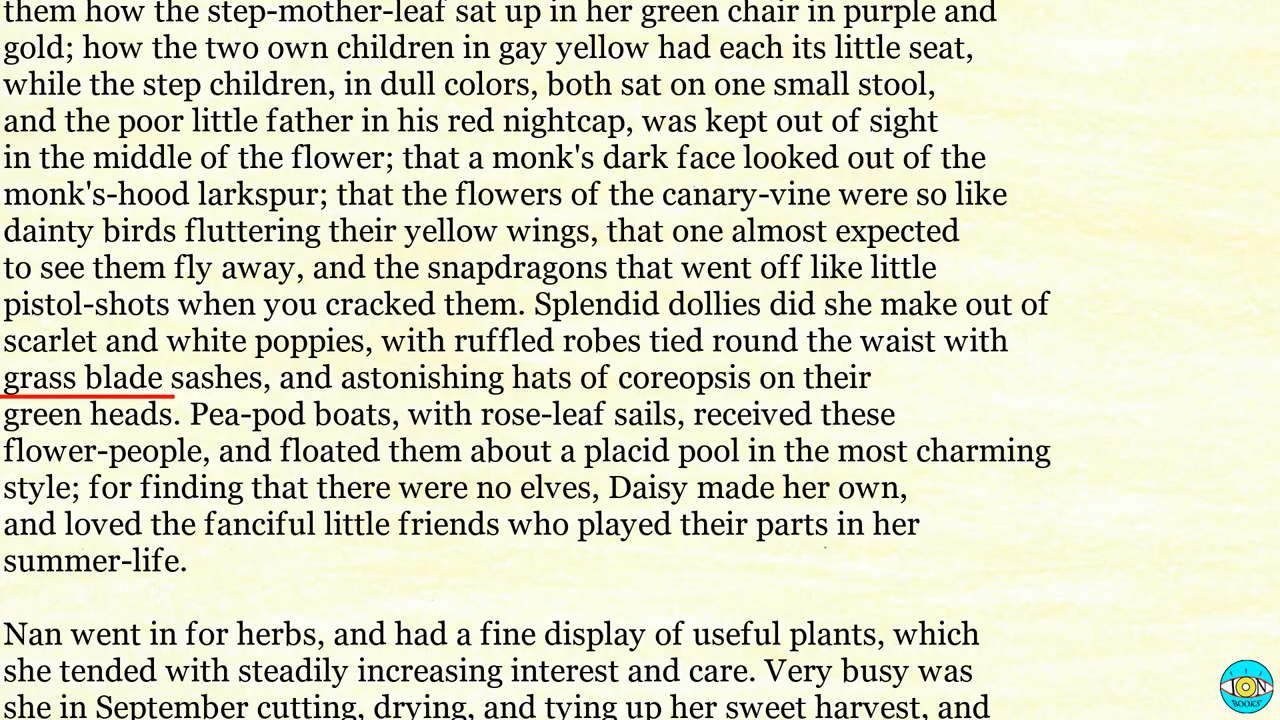 them how the step-mother-leaf sat up in her green chair in purple and
gold; how the two own children in gay yellow had each its little seat,
while the step children, in dull colors, both sat on one small stool,
and the poor little father in his red nightcap, was kept out of sight
in the middle of the flower; that a monk's dark face looked out of the
monk's-hood larkspur; that the flowers of the canary-vine were so like
dainty birds fluttering their yellow wings, that one almost expected
to see them fly away, and the snapdragons that went off like little
pistol-shots when you cracked them. Splendid dollies did she make out of
scarlet and white poppies, with ruffled robes tied round the waist with
grass blade sashes, and astonishing hats of coreopsis on their
green heads. Pea-pod boats, with rose-leaf sails, received these
flower-people, and floated them about a placid pool in the most charming
style; for finding that there were no elves, Daisy made her own,
and loved the fanciful little friends who played their parts in her
summer-life.
Nan went in for herbs, and had a fine display of useful plants, which
she tended with steadily increasing interest and care. Very busy was
she in September cutting, drying, and tying up her sweet harvest, and
ION
BOOKS